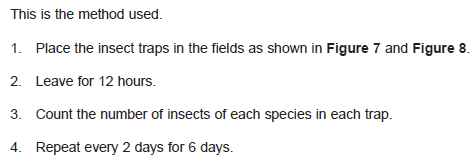 This is the method used.
1. Place the insect traps in the fields as shown in Figure 7 and Figure 8.
2. Leave for 12 hours.
3. Count the number of insects of each species in each trap.
4. Repeat every 2 days for 6 days.